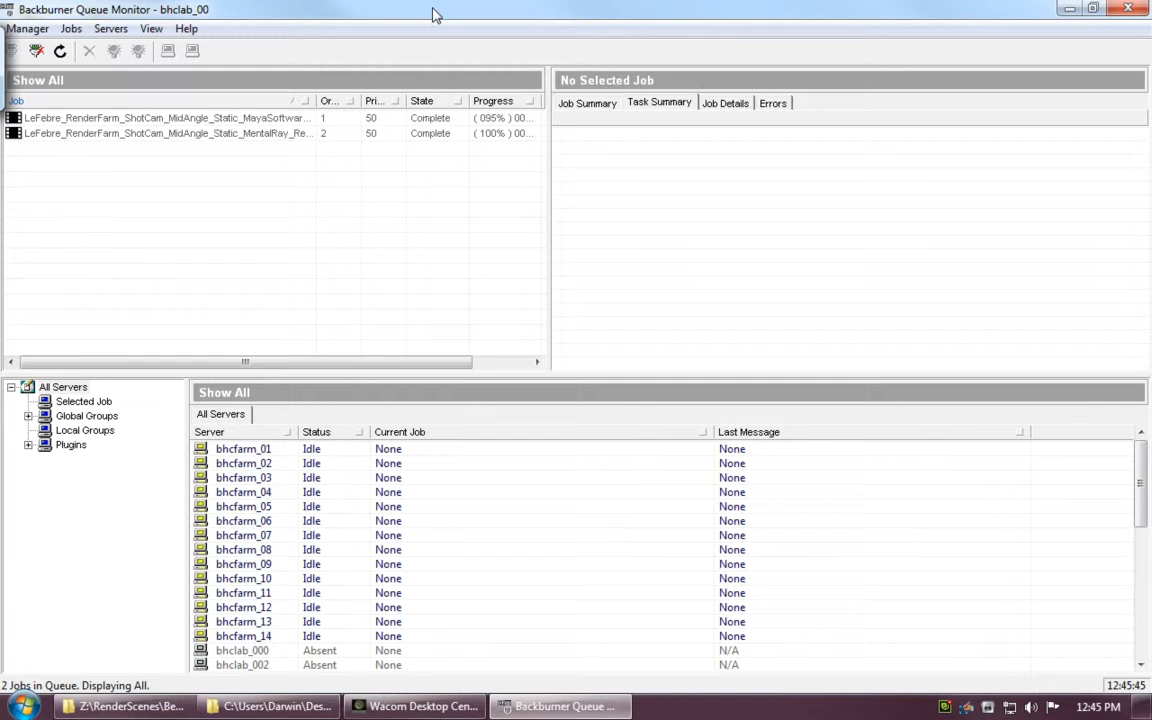 Backburner Queue Monitor - bhclab_00
Manager Jobs Servers View Help
Show All
Job Or... Pri... State Progress
LeFebre_RenderFarm_ShotCam_MidAngle_Static_MayaSoftwar... 1 50 Complete ( 095% ) 00...
LeFebre_RenderFarm_ShotCam_MidAngle_Static_MentalRay_Re... 2 50 Complete ( 100% ) 00...
No Selected Job
Job Summary Task Summary Job Details Errors
All Servers
Selected Job
Global Groups
Local Groups
Plugins
Show All
All Servers
Server Status Current Job Last Message
bhcfarm_01 Idle None None
bhcfarm_02 Idle None None
bhcfarm_03 Idle None None
bhcfarm_04 Idle None None
bhcfarm_05 Idle None None
bhcfarm_06 Idle None None
bhcfarm_07 Idle None None
bhcfarm_08 Idle None None
bhcfarm_09 Idle None None
bhcfarm_10 Idle None None
bhcfarm_11 Idle None None
bhcfarm_12 Idle None None
bhcfarm_13 Idle None None
bhcfarm_14 Idle None None
bhclab_000 Absent None N/A
bhclab_002 Absent None N/A
2 Jobs in Queue. Displaying All. 12:45:45
Z:\RenderScenes\Be... C:\Users\Darwin\Des... Wacom Desktop Cen... Backburner Queue ... 12:45 PM